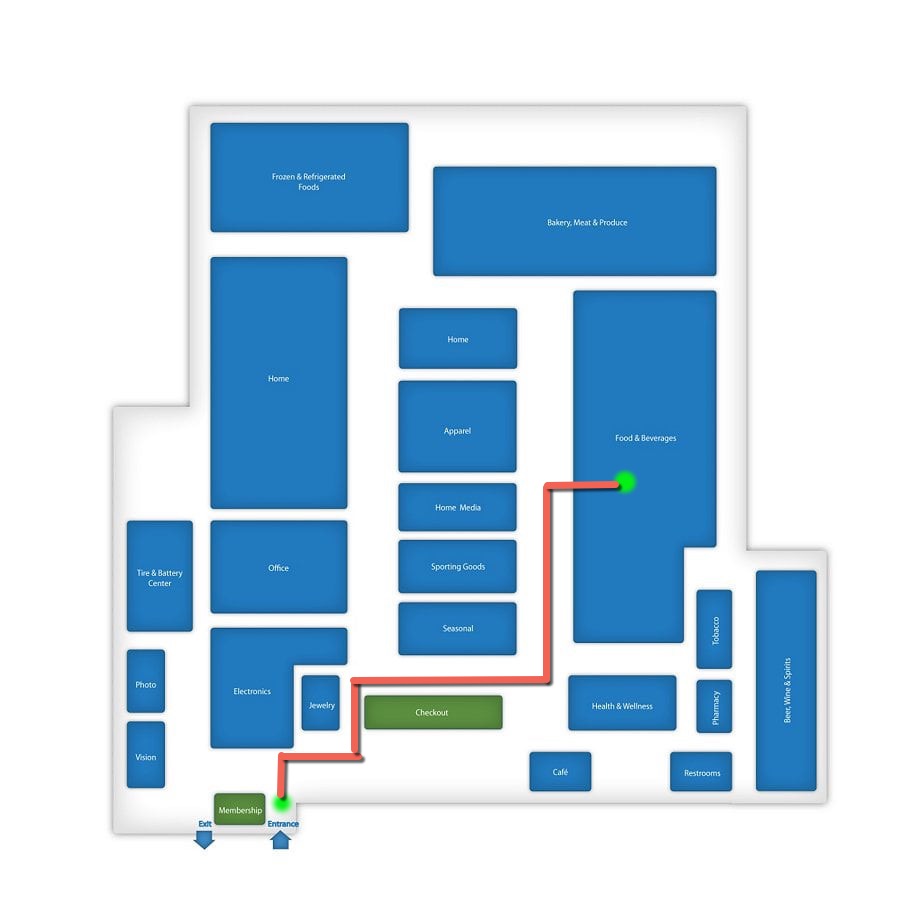 Frozen & Refrigerated
Foods
Bakery, Meat & Produce
Home
Home
Apparel
Food & Beverages
Home Media
Tire & Battery
Center
Office
Sporting Goods
Seasonal
Tobacco
Photo
Electronics
Jewelry
Checkout
Health & Wellness
Pharmacy
Beer, Wine & Spirits
Vision
Café
Restrooms
Membership
Exit
Entrance